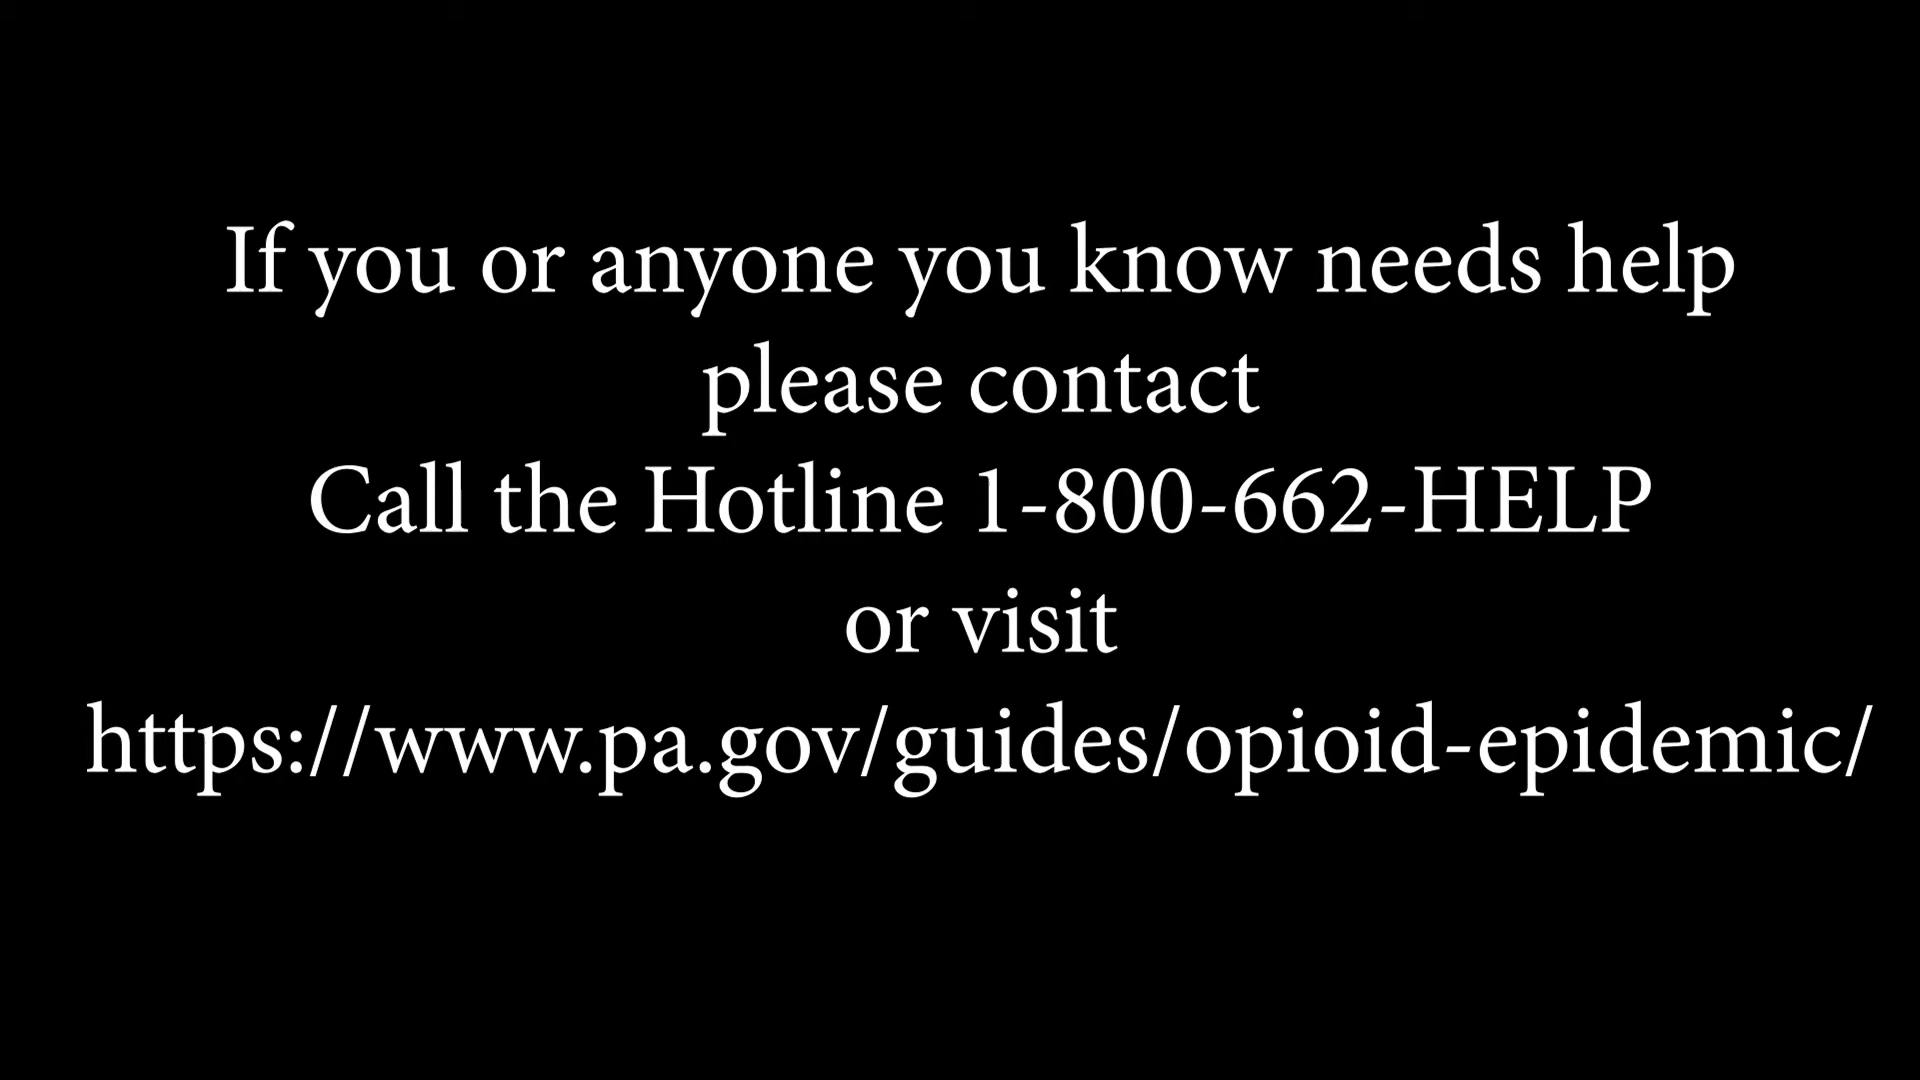 If you or anyone you know needs help
please contact
Call the Hotline 1-800-662-HELP
or visit
https://www.pa.gov/guides/opioid-epidemic/